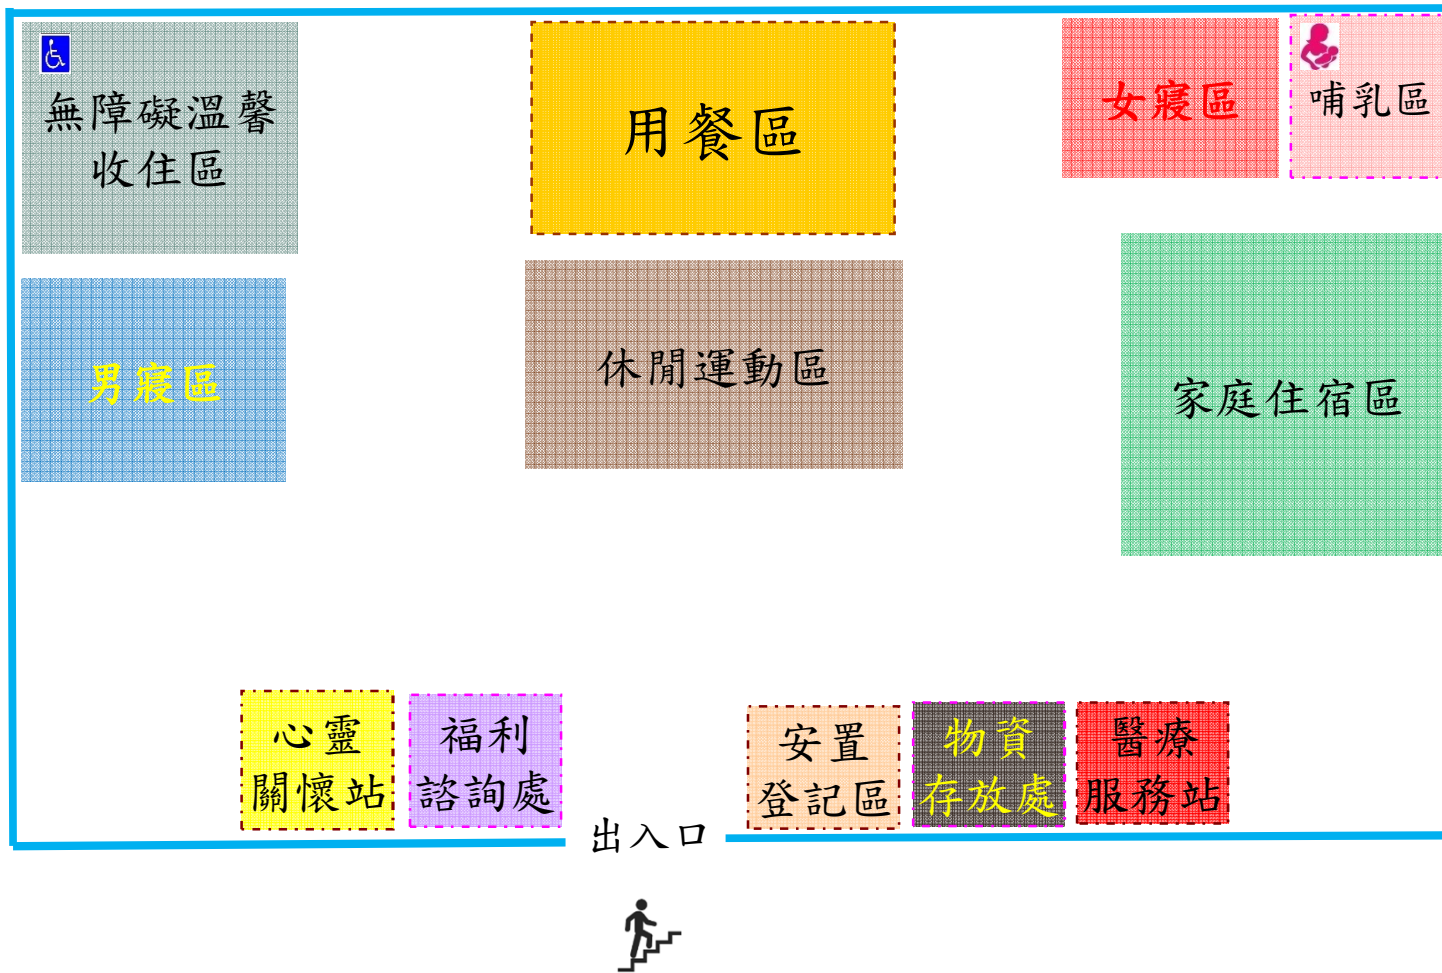 無障礙溫馨
收住區
用餐區
女寢區
哺乳區
男寢區
休閒運動區
家庭住宿區
心靈
關懷站
福利
諮詢處
安置
登記區
物資
存放處
醫療
服務站
出入口